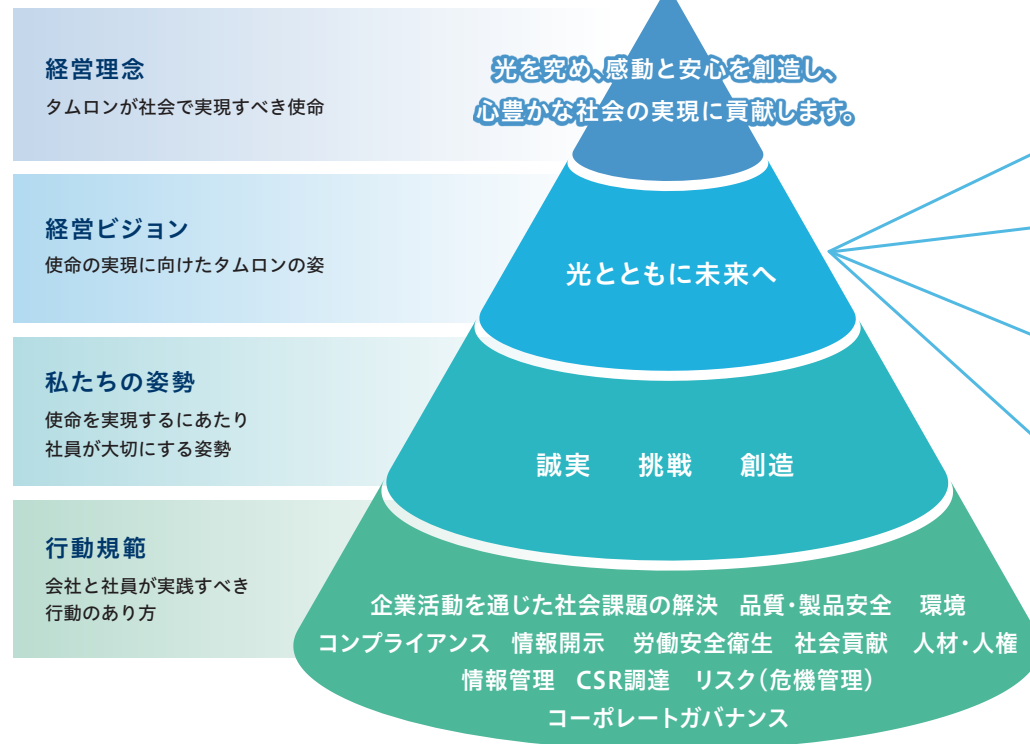 経営理念
タムロンが社会で実現すべき使命
光を究め、感動と安心を創造し、
心豊かな社会の実現に貢献します。
経営ビジョン
使命の実現に向けたタムロンの姿
光とともに未来へ
私たちの姿勢
使命を実現するにあたり
社員が大切にする姿勢
誠実 挑戦 創造
行動規範
会社と社員が実践すべき
行動のあり方
企業活動を通じた社会課題の解決 品質・製品安全 環境
コンプライアンス 情報開示 労働安全衛生 社会貢献 人材・人権
情報管理 CSR調達 リスク(危機管理)
コーポレートガバナンス